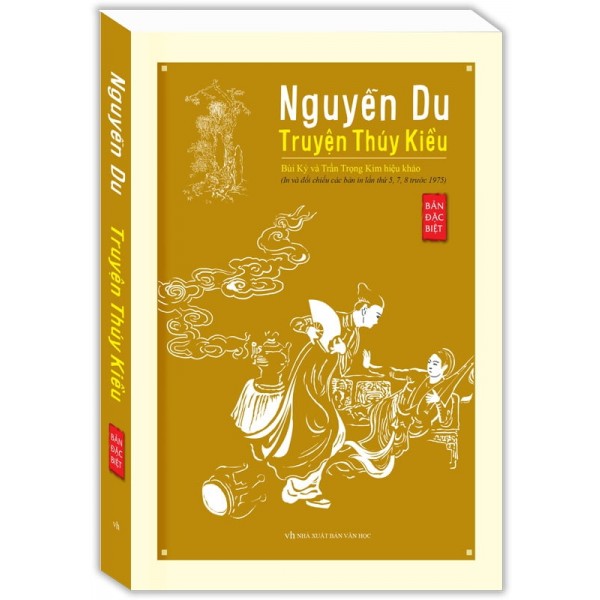 Nguyễn Du
Truyện Thúy Kiều
Bùi Kỷ và Trần Trọng Kim hiệu khảo
(In và đối chiếu các bản in lần thứ 5, 7, 8 trước 1975)
BẢN
ĐẶC
BIỆT
vh NHÀ XUẤT BẢN VĂN HỌC
Nguyễn Du Truyện Thúy Kiều
BẢN
ĐẶC
BIỆT
vh